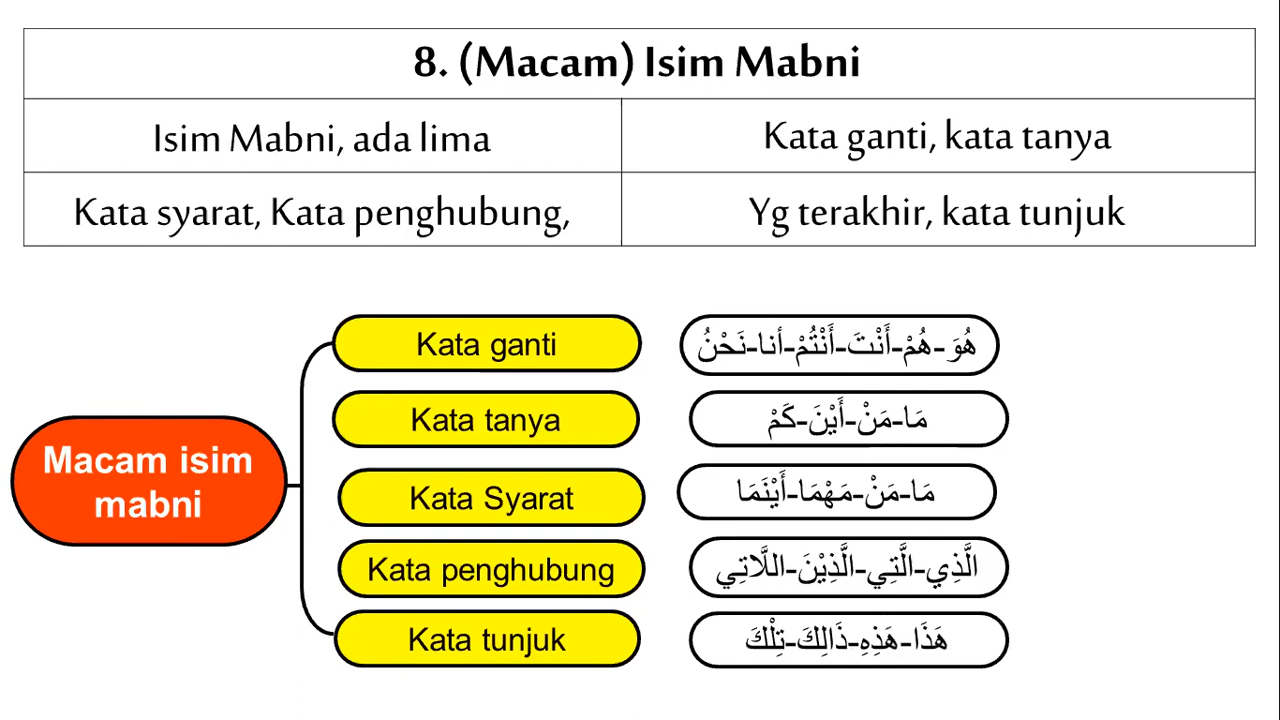 8. (Macam) Isim Mabni
Isim Mabni, ada lima
Kata ganti, kata tanya
Kata syarat, Kata penghubung,
Yg terakhir, kata tunjuk
Macam isim
mabni
Kata ganti
هُوَ-هُمْ-أَنْتَ-أَنْتُمْ-أنا-نَحْنُ
Kata tanya
مَا-مَنْ-أَيْنَ-كَمْ
Kata Syarat
مَا-مَنْ-مَهْمَا-أَيْنَمَا
Kata penghubung
الَّذِي-الَّتِي-الَّذِيْنَ-اللَّاتِي
Kata tunjuk
هَذَا-هَذِهِ-ذَالِكَ-تِلْكَ